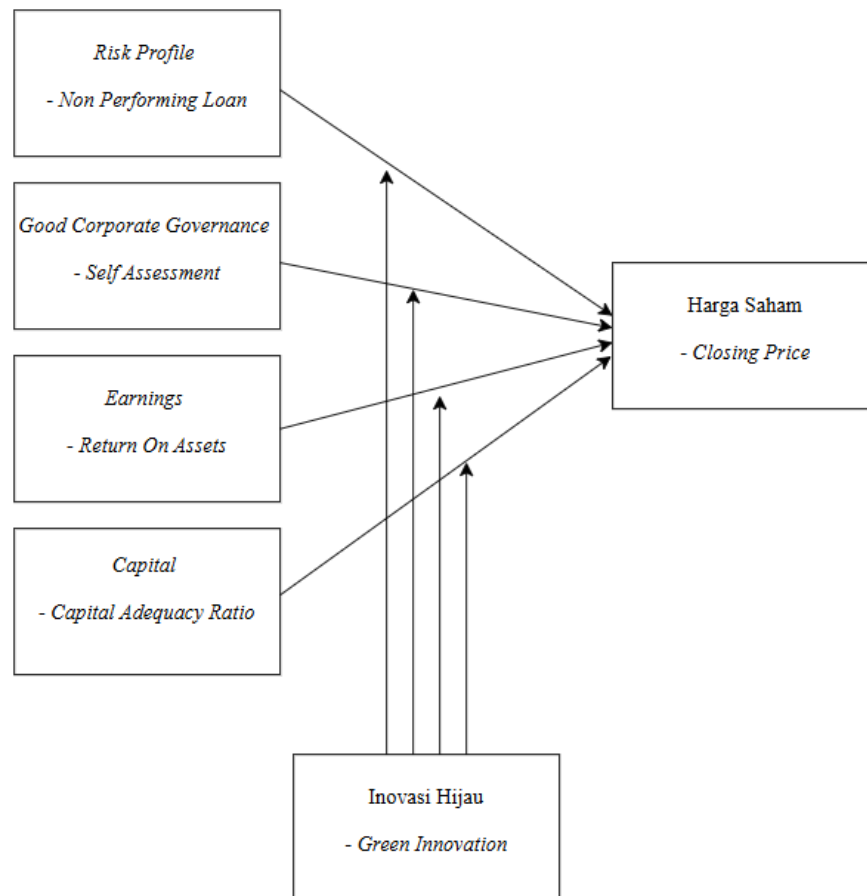 Risk Profile
- Non Performing Loan
Good Corporate Governance
- Self Assessment
Harga Saham
- Closing Price
Earnings
- Return On Assets
Capital
- Capital Adequacy Ratio
Inovasi Hijau
- Green Innovation